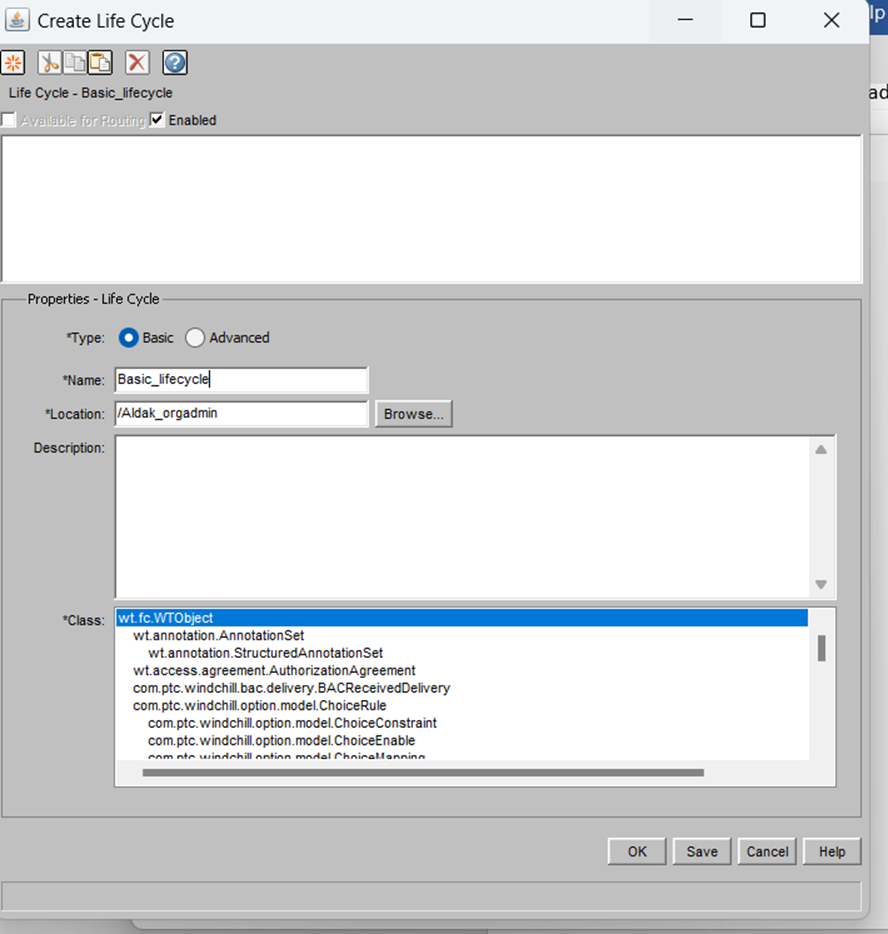 Create Life Cycle
lp
Life Cycle - Basic_lifecycle
ad
Available for Routing Enabled
Properties - Life Cycle
*Type: Basic Advanced
*Name: Basic_lifecycle
*Location: /Aldak_orgadmin Browse...
Description:
*Class: wt.fc.WTObject
wt.annotation.AnnotationSet
wt.annotation.StructuredAnnotationSet
wt.access.agreement.AuthorizationAgreement
com.ptc.windchill.bac.delivery.BACReceivedDelivery
com.ptc.windchill.option.model.ChoiceRule
com.ptc.windchill.option.model.ChoiceConstraint
com.ptc.windchill.option.model.ChoiceEnable
com.ptc.windchill.option.model.ChoiceMapping
OK Save Cancel Help